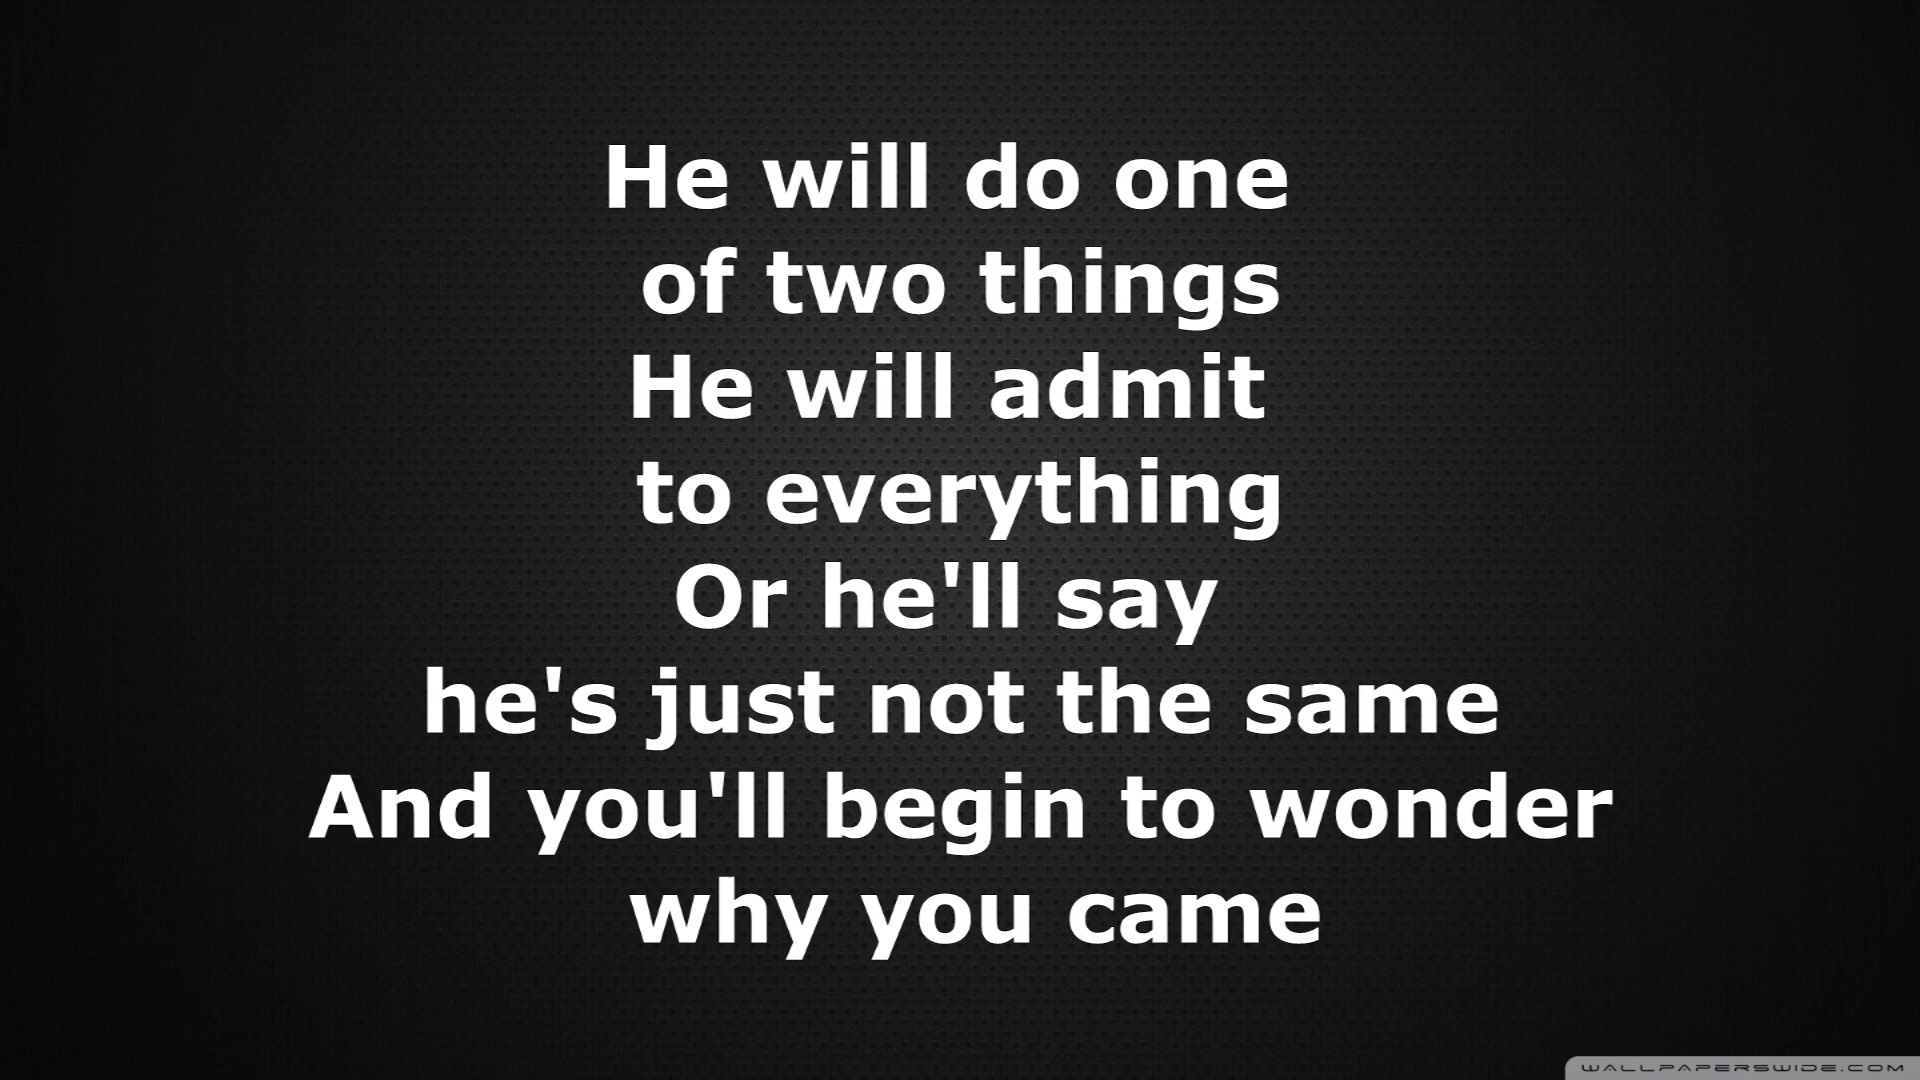 He will do one
of two things
He will admit
to everything
Or he'll say
he's just not the same
And you'll begin to wonder
why you came
WALLPAPERSWIDE.COM